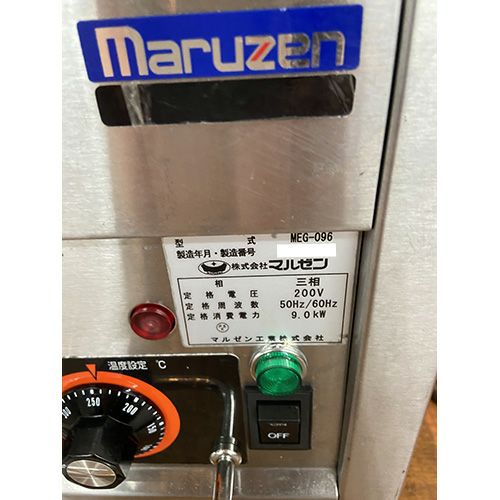 maruzen
型式 MEG-096
製造年月・製造番号
株式会社マルゼン
相 三相
定格電圧 200V
定格周波数 50Hz/60Hz
定格消費電力 9.0kW
マルゼン工業株式会社
温度設定 ℃
300 250 200 150
OFF